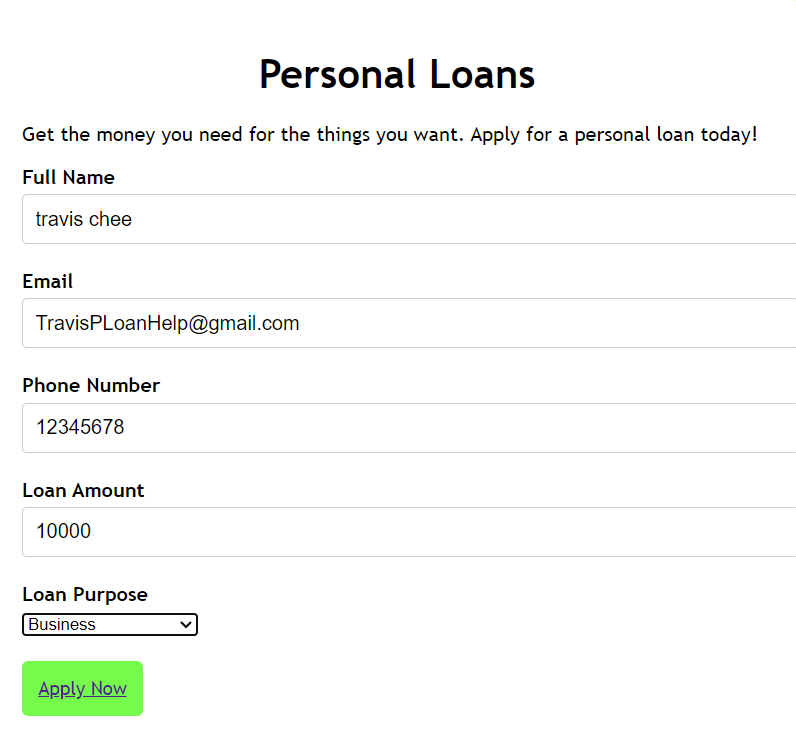 Personal Loans
Get the money you need for the things you want. Apply for a personal loan today!
Full Name
travis chee
Email
TravisPLoanHelp@gmail.com
Phone Number
12345678
Loan Amount
10000
Loan Purpose
Business
Apply Now